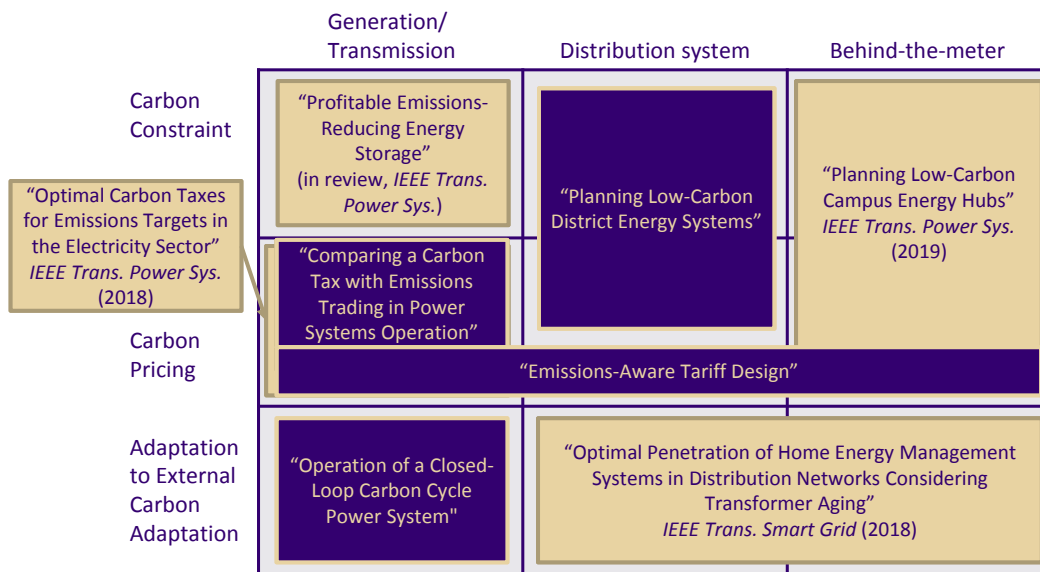 Generation/
Transmission
Distribution system
Behind-the-meter
Carbon
Constraint
“Profitable Emissions-
Reducing Energy
Storage”
(in review, IEEE Trans.
Power Sys.)
“Planning Low-Carbon
District Energy Systems”
“Planning Low-Carbon
Campus Energy Hubs”
IEEE Trans. Power Sys.
(2019)
“Optimal Carbon Taxes
for Emissions Targets in
the Electricity Sector”
IEEE Trans. Power Sys.
(2018)
“Comparing a Carbon
Tax with Emissions
Trading in Power
Systems Operation”
Carbon
Pricing
“Emissions-Aware Tariff Design”
Adaptation
to External
Carbon
Adaptation
“Operation of a Closed-
Loop Carbon Cycle
Power System"
“Optimal Penetration of Home Energy Management
Systems in Distribution Networks Considering
Transformer Aging”
IEEE Trans. Smart Grid (2018)